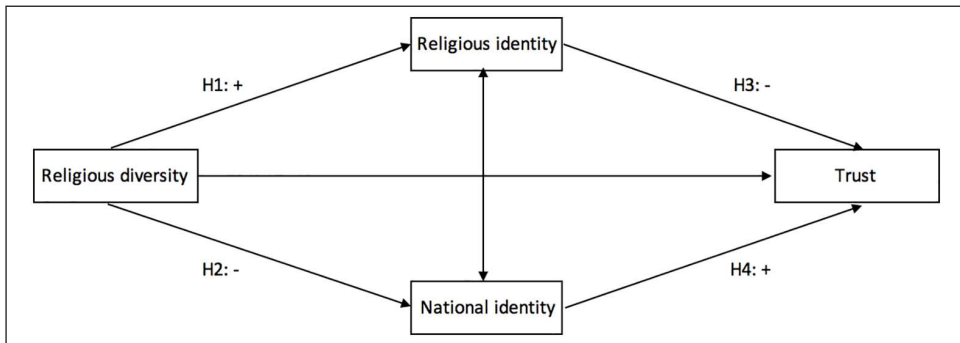 Religious identity
H1: +
H3: -
Religious diversity
Trust
H2: -
H4: +
National identity